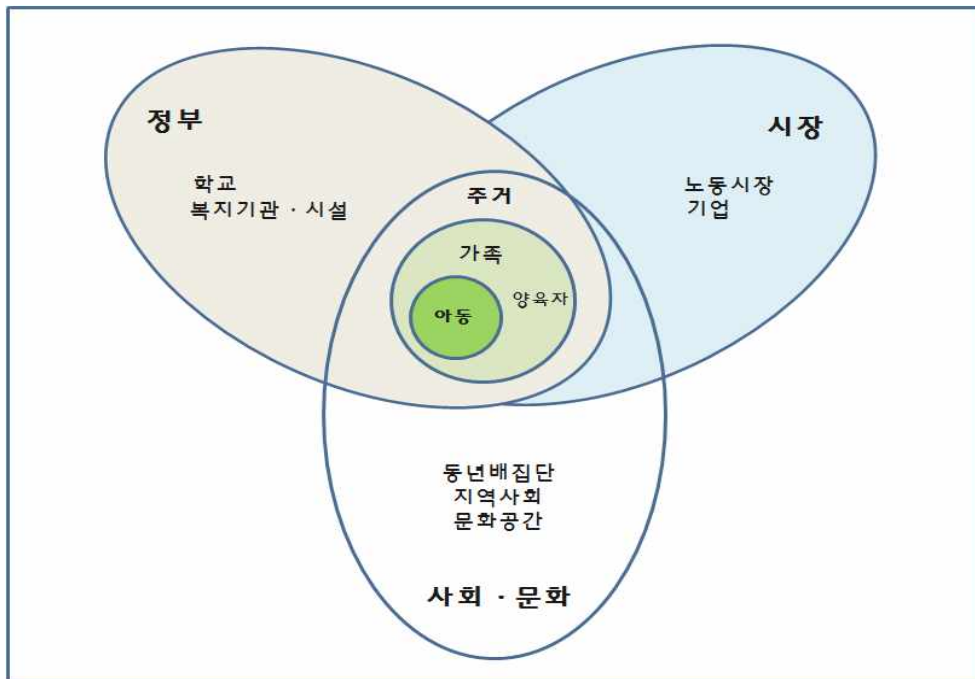 정부
학교
복지기관 · 시설
시장
노동시장
기업
주거
가족
양육자
아동
동년배집단
지역사회
문화공간
사회 · 문화